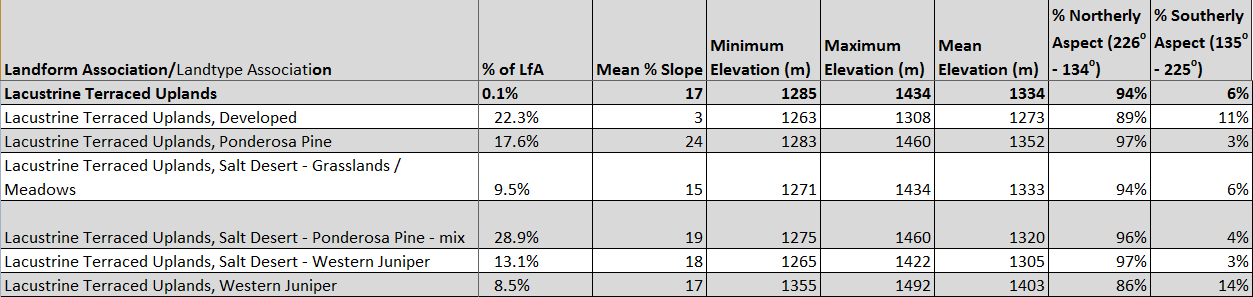 Landform Association/Landtype Association % of LfA Mean % Slope Minimum Elevation (m) Maximum Elevation (m) Mean Elevation (m) % Northerly Aspect (226° - 134°) % Southerly Aspect (135° - 225°)
Lacustrine Terraced Uplands 0.1% 17 1285 1434 1334 94% 6%
Lacustrine Terraced Uplands, Developed 22.3% 3 1263 1308 1273 89% 11%
Lacustrine Terraced Uplands, Ponderosa Pine 17.6% 24 1283 1460 1352 97% 3%
Lacustrine Terraced Uplands, Salt Desert - Grasslands /
Meadows 9.5% 15 1271 1434 1333 94% 6%
Lacustrine Terraced Uplands, Salt Desert - Ponderosa Pine - mix 28.9% 19 1275 1460 1320 96% 4%
Lacustrine Terraced Uplands, Salt Desert - Western Juniper 13.1% 18 1265 1422 1305 97% 3%
Lacustrine Terraced Uplands, Western Juniper 8.5% 17 1355 1492 1403 86% 14%